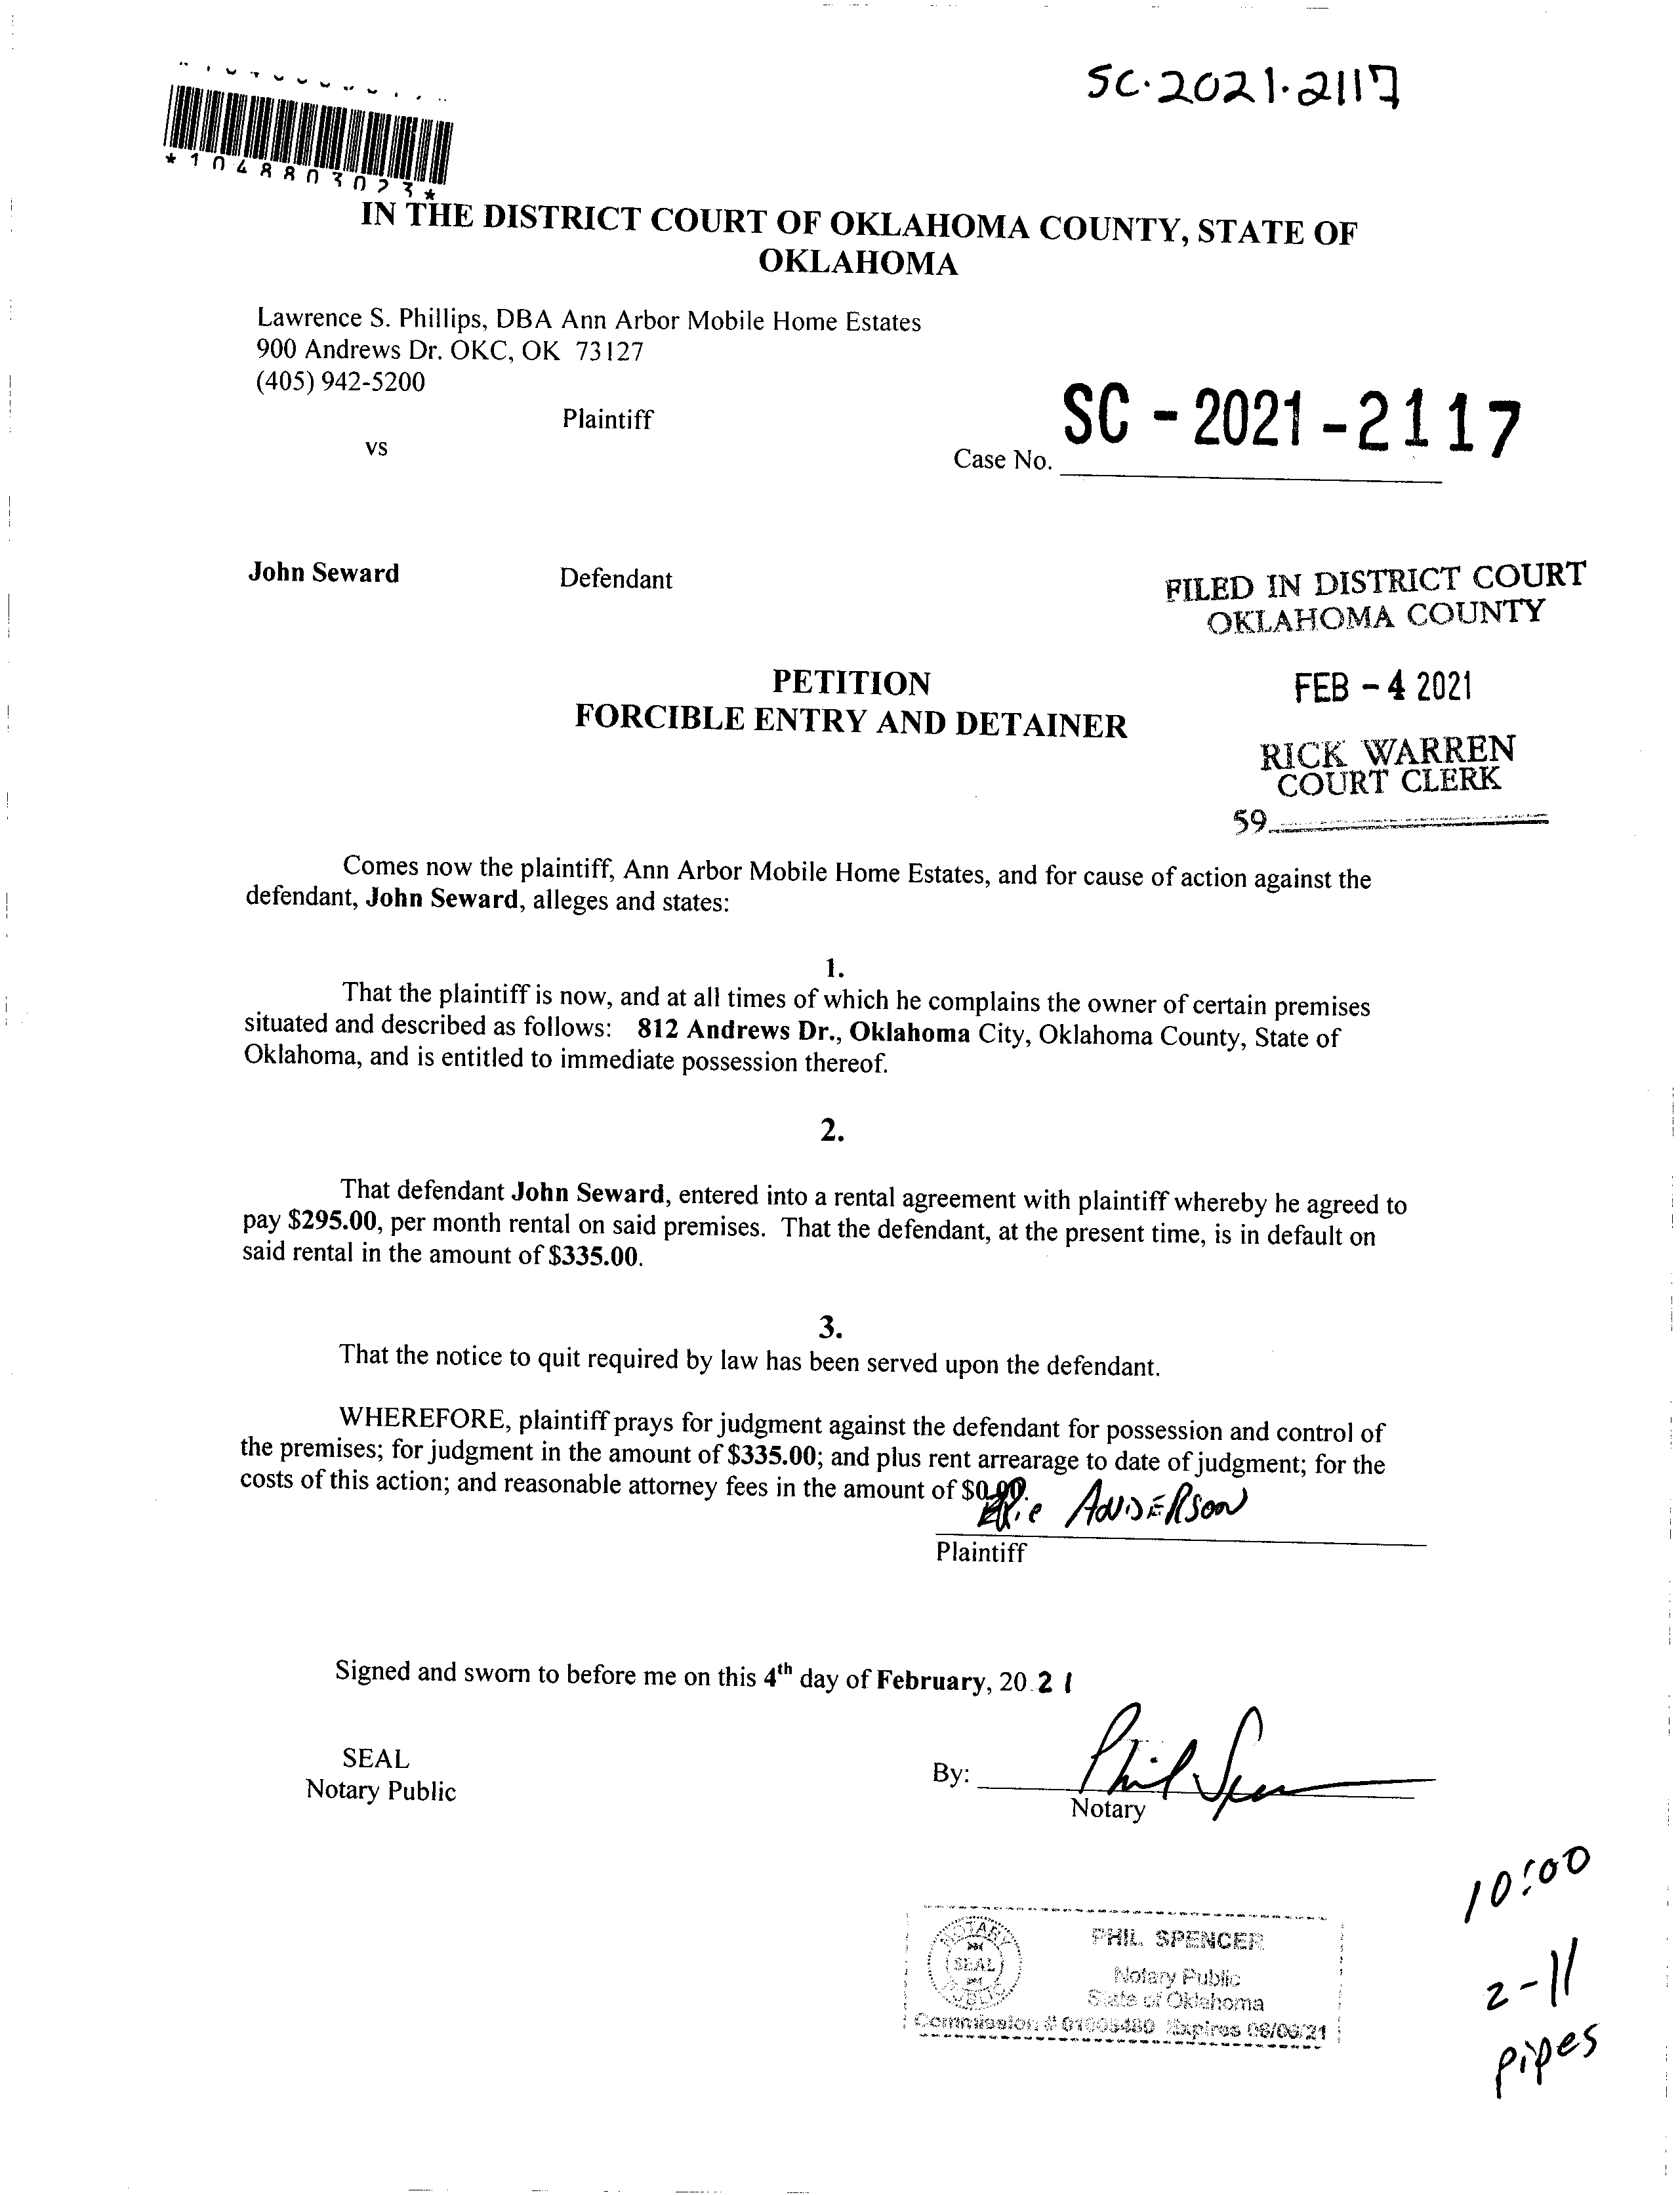 SC.2021.2117
*1048803023*
IN THE DISTRICT COURT OF OKLAHOMA COUNTY, STATE OF
OKLAHOMA
Lawrence S. Phillips, DBA Ann Arbor Mobile Home Estates
900 Andrews Dr. OKC, OK 73127
(405) 942-5200
Plaintiff
vs
Case No. SC - 2021 - 2117
John Seward Defendant
FILED IN DISTRICT COURT
OKLAHOMA COUNTY
PETITION
FORCIBLE ENTRY AND DETAINER
FEB - 4 2021
RICK WARREN
COURT CLERK
59
Comes now the plaintiff, Ann Arbor Mobile Home Estates, and for cause of action against the
defendant, John Seward, alleges and states:
1.
That the plaintiff is now, and at all times of which he complains the owner of certain premises
situated and described as follows: 812 Andrews Dr., Oklahoma City, Oklahoma County, State of
Oklahoma, and is entitled to immediate possession thereof.
2.
That defendant John Seward, entered into a rental agreement with plaintiff whereby he agreed to
pay $295.00, per month rental on said premises. That the defendant, at the present time, is in default on
said rental in the amount of $335.00.
3.
That the notice to quit required by law has been served upon the defendant.
WHEREFORE, plaintiff prays for judgment against the defendant for possession and control of
the premises; for judgment in the amount of $335.00; and plus rent arrearage to date of judgment; for the
costs of this action; and reasonable attorney fees in the amount of $0.00.
ANDERSON
Plaintiff
Signed and sworn to before me on this 4th day of February, 20 21
SEAL
Notary Public
By: Phil Spencer
Notary
10:00
2-11
pipes
NOTARY
SEAL
PUBLIC
PHIL SPENCER
Notary Public
State of Oklahoma
Commission # 01005460 Expires 06/06/21